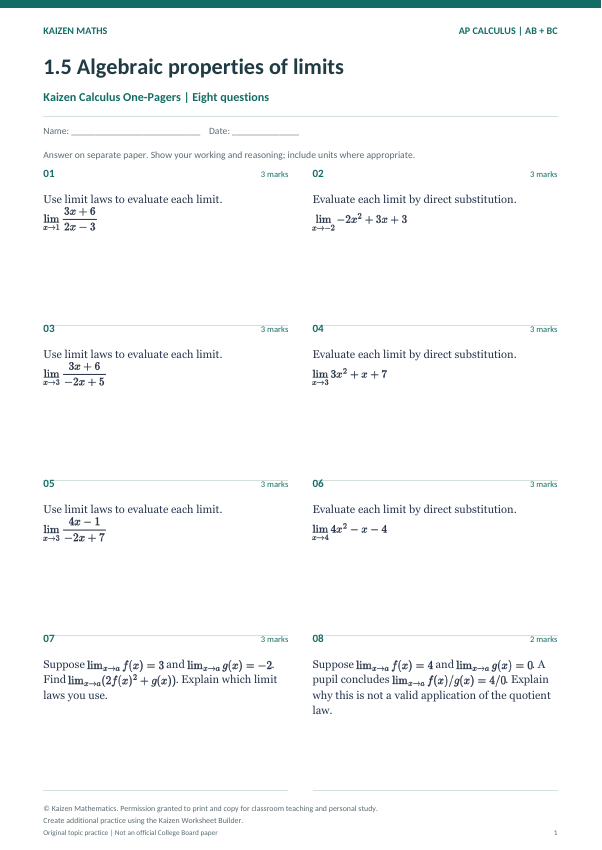 KAIZEN MATHS
AP CALCULUS | AB + BC
1.5 Algebraic properties of limits
Kaizen Calculus One-Pagers | Eight questions
Name: ____________________________ Date: ______________
Answer on separate paper. Show your working and reasoning; include units where appropriate.
01 3 marks
Use limit laws to evaluate each limit.
lim_{x→1} (3x + 6)/(2x − 3)
02 3 marks
Evaluate each limit by direct substitution.
lim_{x→−2} −2x² + 3x + 3
03 3 marks
Use limit laws to evaluate each limit.
lim_{x→3} (3x + 6)/(−2x + 5)
04 3 marks
Evaluate each limit by direct substitution.
lim_{x→3} 3x² + x + 7
05 3 marks
Use limit laws to evaluate each limit.
lim_{x→3} (4x − 1)/(−2x + 7)
06 3 marks
Evaluate each limit by direct substitution.
lim_{x→4} 4x² − x − 4
07 3 marks
Suppose lim_{x→a} f(x) = 3 and lim_{x→a} g(x) = −2.
Find lim_{x→a}(2f(x)² + g(x)). Explain which limit
laws you use.
08 2 marks
Suppose lim_{x→a} f(x) = 4 and lim_{x→a} g(x) = 0. A
pupil concludes lim_{x→a} f(x)/g(x) = 4/0. Explain
why this is not a valid application of the quotient
law.
© Kaizen Mathematics. Permission granted to print and copy for classroom teaching and personal study.
Create additional practice using the Kaizen Worksheet Builder.
Original topic practice | Not an official College Board paper
1